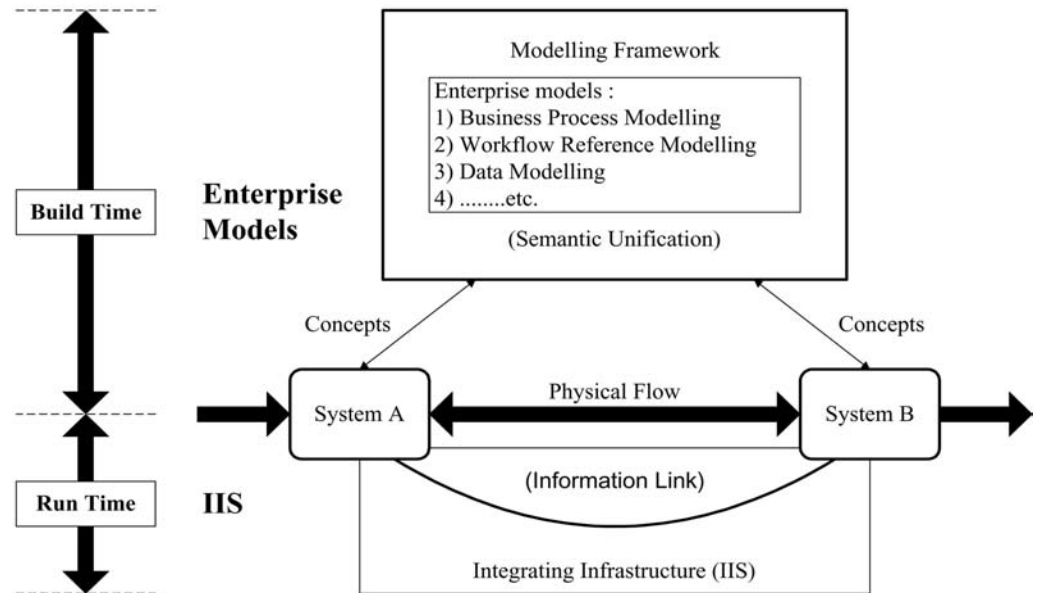 Modelling Framework
Enterprise models :
1) Business Process Modelling
2) Workflow Reference Modelling
3) Data Modelling
4) ........etc.
(Semantic Unification)
Build Time
Enterprise
Models
Concepts
Concepts
System A
Physical Flow
System B
Run Time
IIS
(Information Link)
Integrating Infrastructure (IIS)